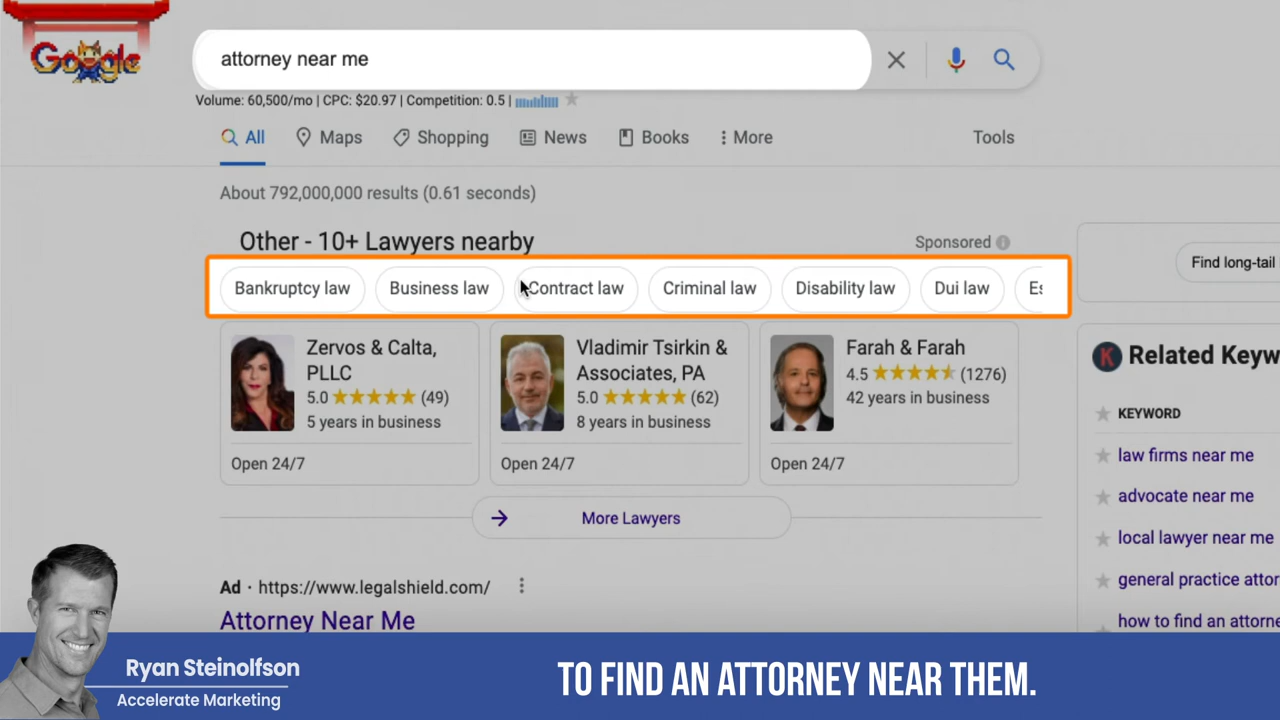 Google
attorney near me
Volume: 60,500/mo | CPC: $20.97 | Competition: 0.5 |
All Maps Shopping News Books More Tools
About 792,000,000 results (0.61 seconds)
Other - 10+ Lawyers nearby
Sponsored
Bankruptcy law Business law Contract law Criminal law Disability law Dui law Es
Find long-tail
Zervos & Calta,
PLLC
5.0 (49)
5 years in business
Open 24/7
Vladimir Tsirkin &
Associates, PA
5.0 (62)
8 years in business
Open 24/7
Farah & Farah
4.5 (1276)
42 years in business
Open 24/7
More Lawyers
Ad · https://www.legalshield.com/
Attorney Near Me
K Related Keyw
KEYWORD
law firms near me
advocate near me
local lawyer near me
general practice attor
how to find an attorne
Ryan Steinolfson
Accelerate Marketing
TO FIND AN ATTORNEY NEAR THEM.